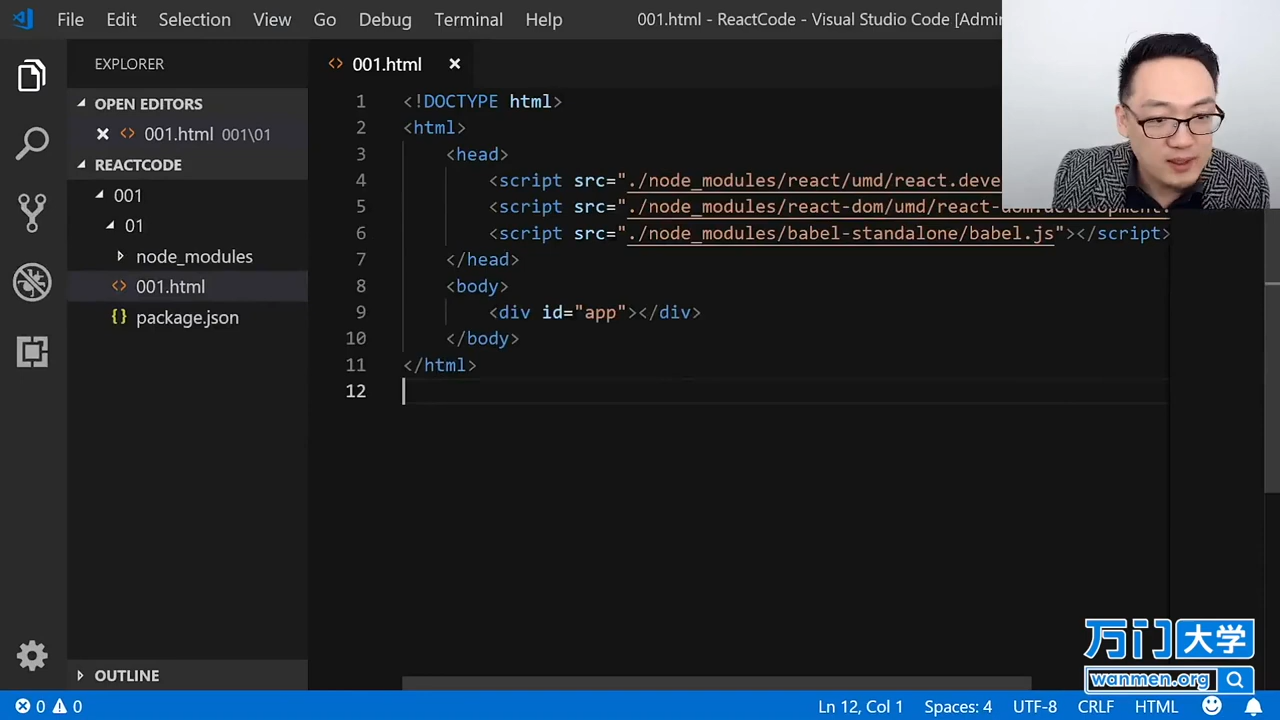 File Edit Selection View Go Debug Terminal Help 001.html - ReactCode - Visual Studio Code [Admi
EXPLORER
OPEN EDITORS
001.html 001\01
REACTCODE
001
01
node_modules
001.html
package.json
OUTLINE
001.html
1 <!DOCTYPE html>
2 <html>
3 <head>
4 <script src="./node_modules/react/umd/react.deve
5 <script src="./node_modules/react-dom/umd/react-dom.development.
6 <script src="./node_modules/babel-standalone/babel.js"></script>
7 </head>
8 <body>
9 <div id="app"></div>
10 </body>
11 </html>
12
万门大学
wanmen.org
0 0 Ln 12, Col 1 Spaces: 4 UTF-8 CRLF HTML